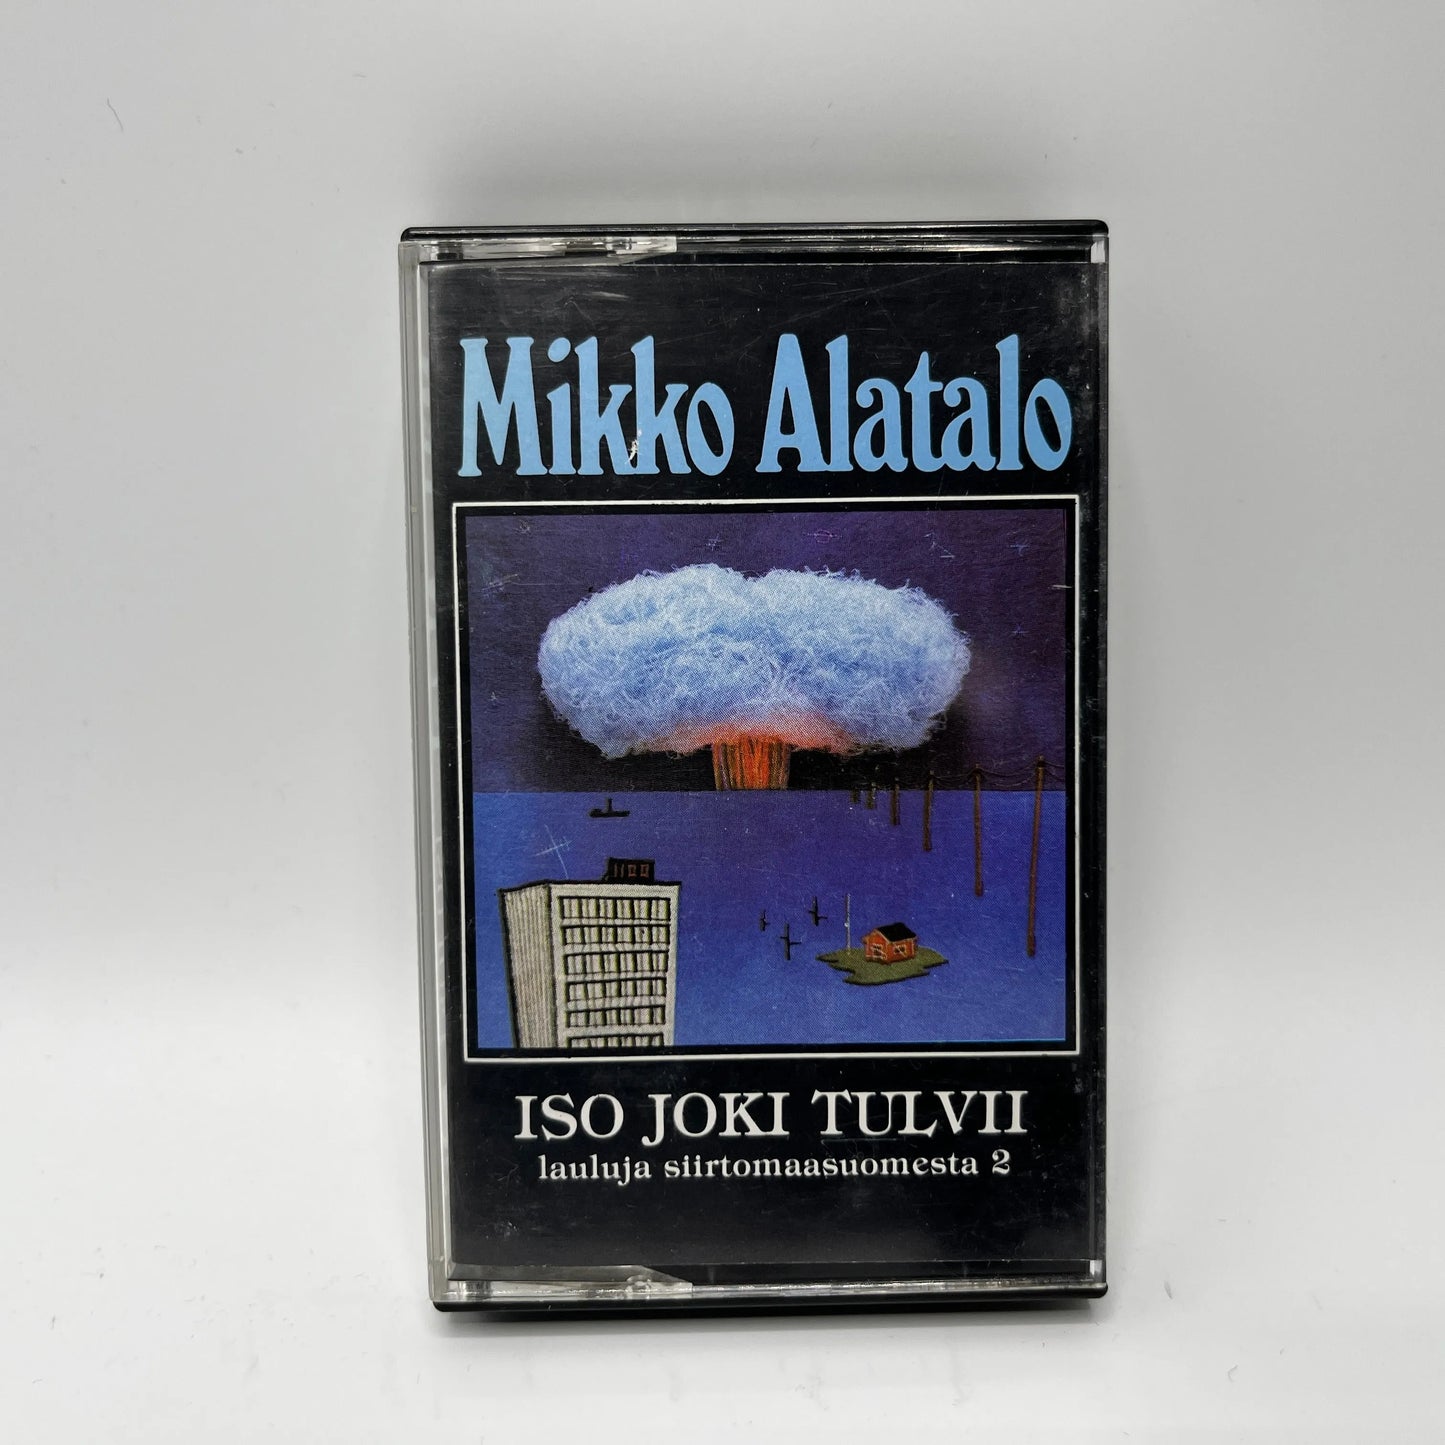 Mikko Alatalo
ISO JOKI TULVII
lauluja siirtomaasuomesta 2